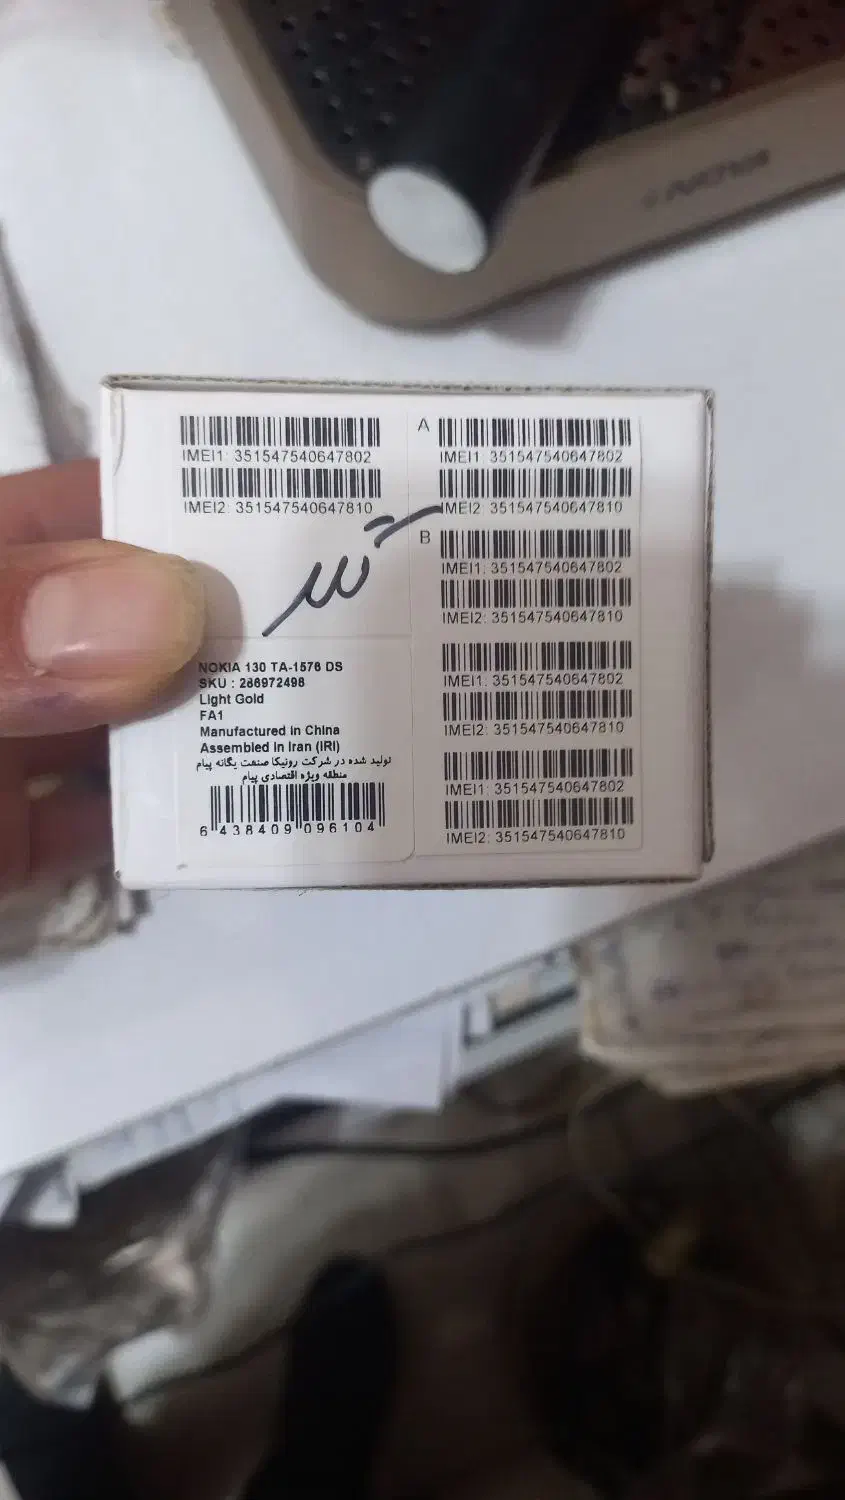 IMEI1: 351547540647802
IMEI2: 351547540647810
A
IMEI1: 351547540647802
IMEI2: 351547540647810
B
IMEI1: 351547540647802
IMEI2: 351547540647810
IMEI1: 351547540647802
IMEI2: 351547540647810
IMEI1: 351547540647802
IMEI2: 351547540647810
NOKIA 130 TA-1576 DS
SKU : 286972498
Light Gold
FA1
Manufactured in China
Assembled in Iran (IRI)
تولید شده در شرکت رونیکا صنعت یگانه پیام
منطقه ویژه اقتصادی پیام
6 438409 096104